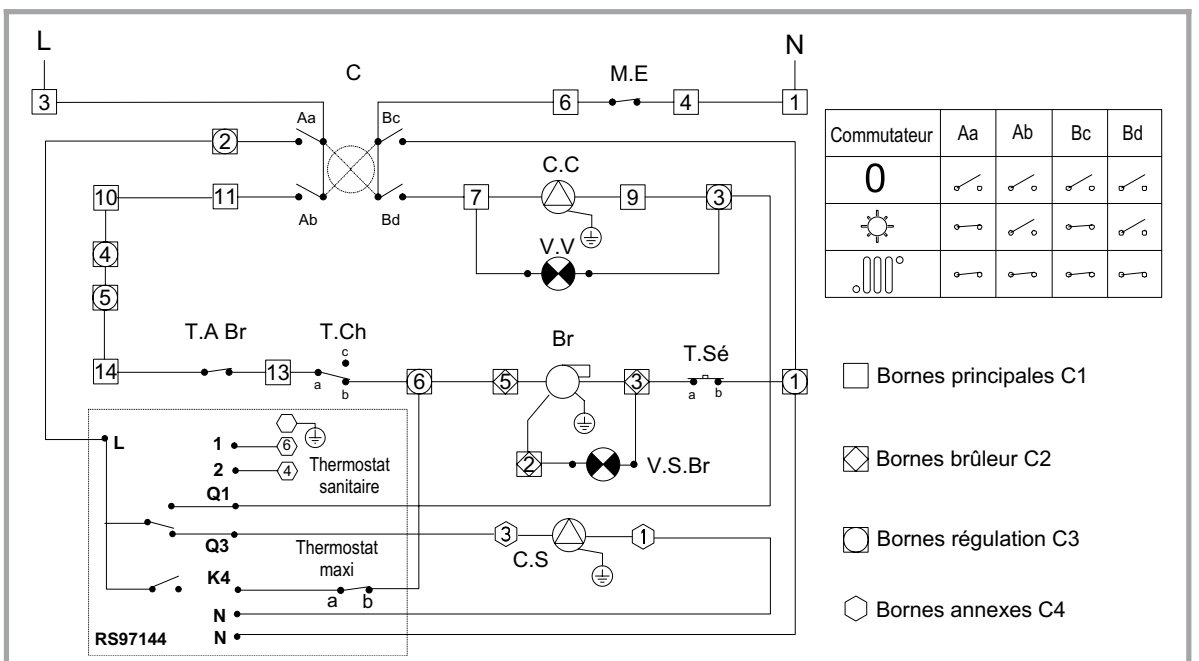 L
N
C
M.E
3
6
4
1
Aa
Bc
2
C.C
10
11
7
9
3
Ab
Bd
4
V.V
5
T.A Br
T.Ch
Br
T.Sé
c
14
13
a
b
6
5
3
a
b
1
L
1
6
2
4
Thermostat
sanitaire
2
V.S.Br
Q1
Q3
Thermostat
maxi
3
1
C.S
K4
a
b
N
RS97144
N
Commutateur Aa Ab Bc Bd
0
Bornes principales C1
Bornes brûleur C2
Bornes régulation C3
Bornes annexes C4